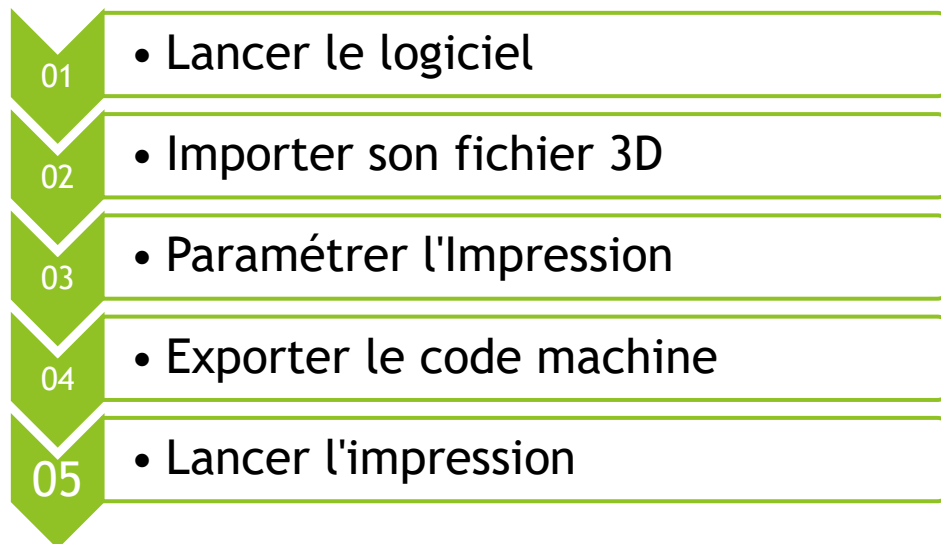 01
• Lancer le logiciel
02
• Importer son fichier 3D
03
• Paramétrer l'Impression
04
• Exporter le code machine
05
• Lancer l'impression